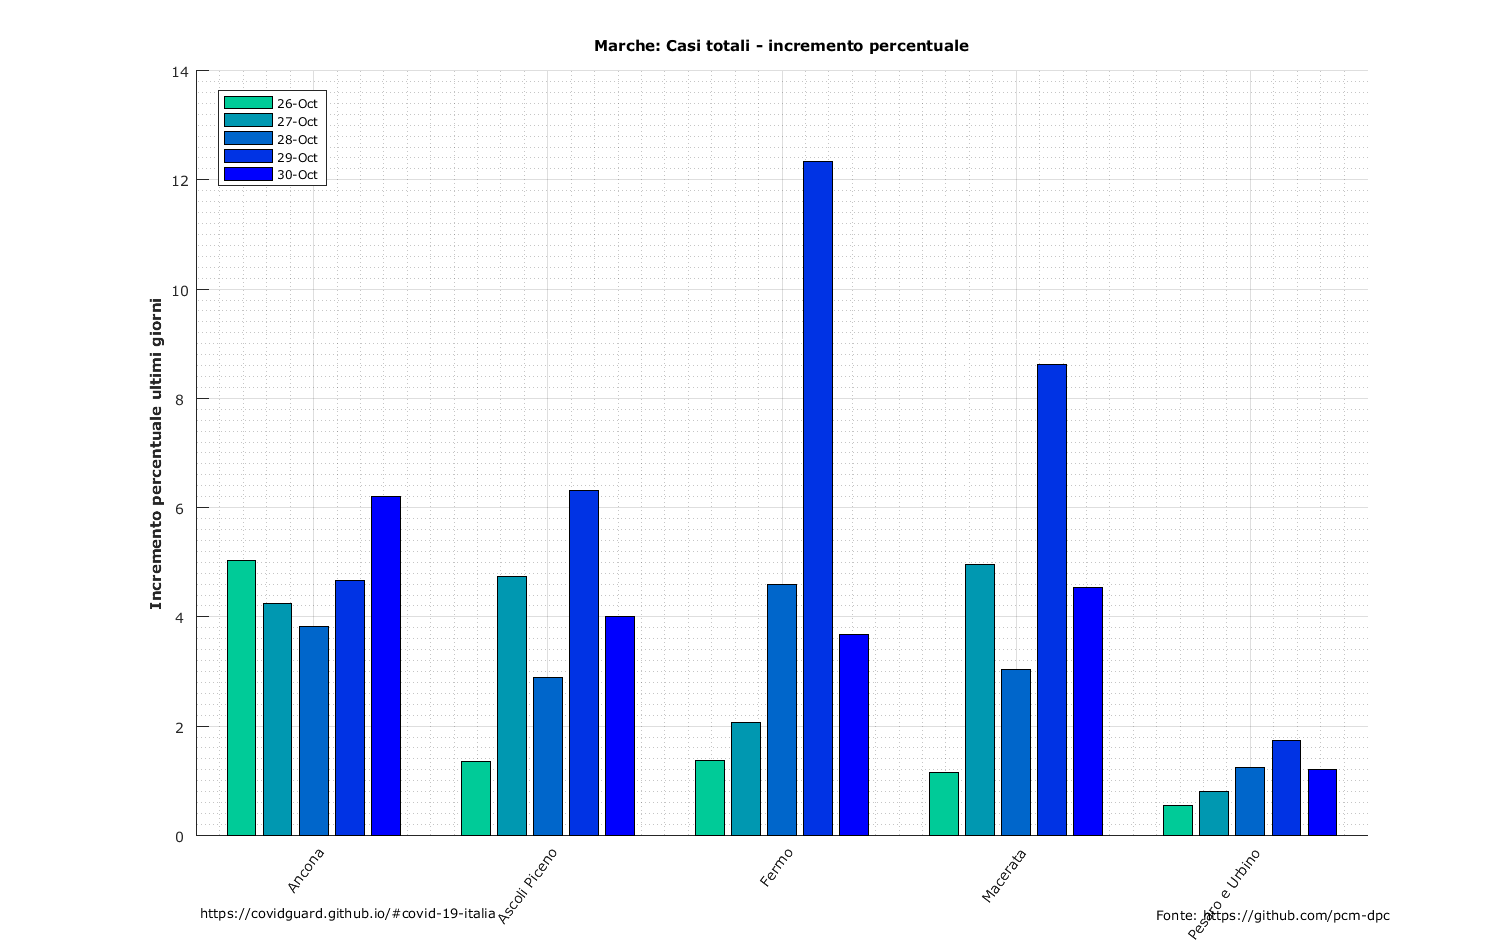 Marche: Casi totali - incremento percentuale
14
12
10
8
6
4
2
0
Incremento percentuale ultimi giorni
26-Oct
27-Oct
28-Oct
29-Oct
30-Oct
Ancona
Ascoli Piceno
Fermo
Macerata
Pesaro e Urbino
https://covidguard.github.io/#covid-19-italia
Fonte: https://github.com/pcm-dpc